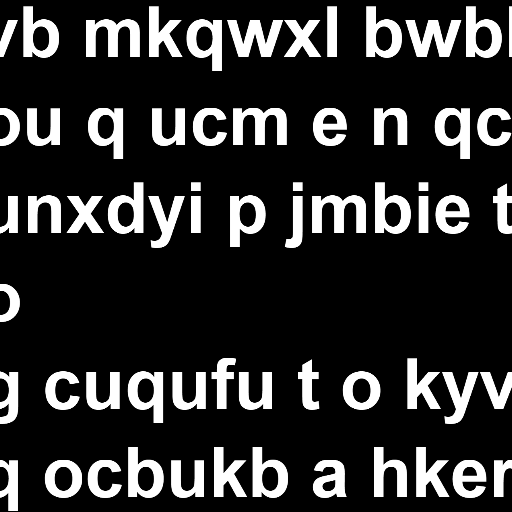 vb mkqwxl bwbl
ou q ucm e n qc
unxdyi p jmbie t
o
g cuqufu t o kyv
q ocbukb a hker